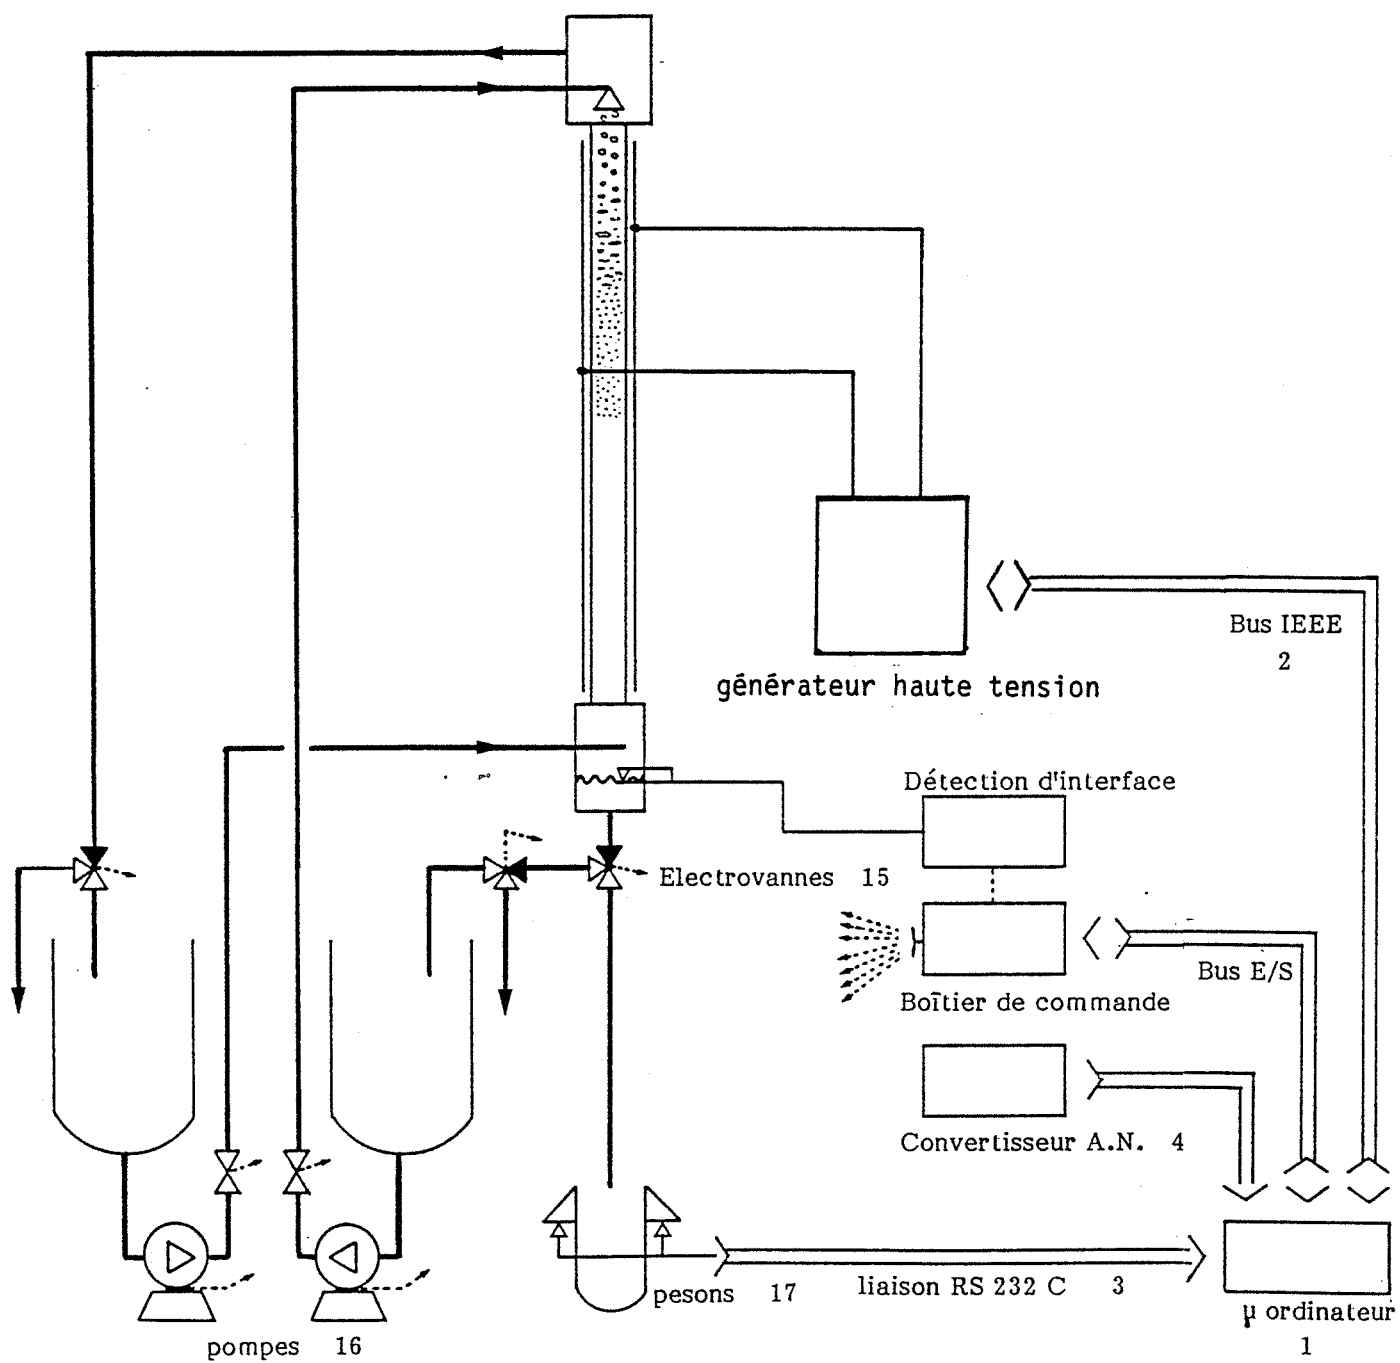 Bus IEEE
2
générateur haute tension
Détection d'interface
Electrovannes 15
Bus E/S
Boîtier de commande
Convertisseur A.N. 4
pesons 17
liaison RS 232 C 3
µ ordinateur
1
pompes 16